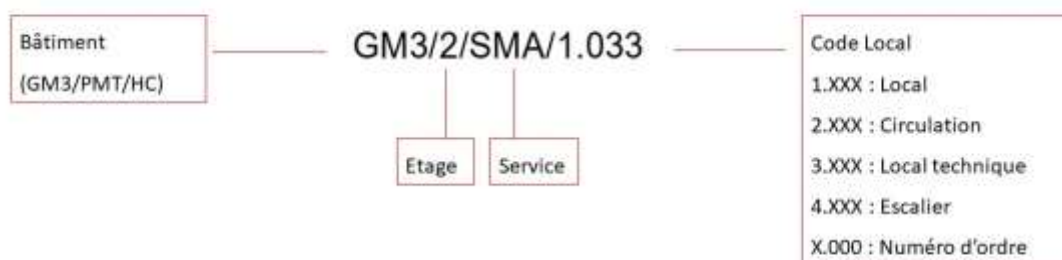 Bâtiment
(GM3/PMT/HC)
GM3/2/SMA/1.033
Etage
Service
Code Local
1.XXX : Local
2.XXX : Circulation
3.XXX : Local technique
4.XXX : Escalier
X.000 : Numéro d'ordre